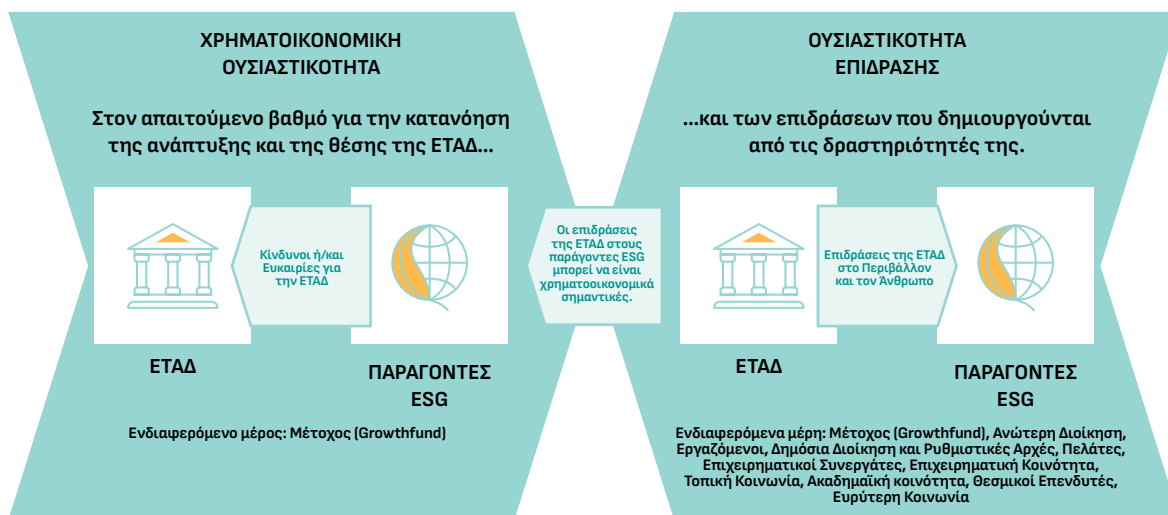 ΧΡΗΜΑΤΟΙΚΟΝΟΜΙΚΗ
ΟΥΣΙΑΣΤΙΚΟΤΗΤΑ
Στον απαιτούμενο βαθμό για την κατανόηση
της ανάπτυξης και της θέσης της ΕΤΑΔ...
Κίνδυνοι ή/και
Ευκαιρίες για
την ΕΤΑΔ
ΕΤΑΔ
ΠΑΡΑΓΟΝΤΕΣ
ESG
Ενδιαφερόμενο μέρος: Μέτοχος (Growthfund)
Οι επιδράσεις
της ΕΤΑΔ στους
παράγοντες ESG
μπορεί να είναι
χρηματοοικονομικά
σημαντικές.
ΟΥΣΙΑΣΤΙΚΟΤΗΤΑ
ΕΠΙΔΡΑΣΗΣ
...και των επιδράσεων που δημιουργούνται
από τις δραστηριότητές της.
Επιδράσεις της ΕΤΑΔ
στο Περιβάλλον
και τον Άνθρωπο
ΕΤΑΔ
ΠΑΡΑΓΟΝΤΕΣ
ESG
Ενδιαφερόμενα μέρη: Μέτοχος (Growthfund), Ανώτερη Διοίκηση,
Εργαζόμενοι, Δημόσια Διοίκηση και Ρυθμιστικές Αρχές, Πελάτες,
Επιχειρηματικοί Συνεργάτες, Επιχειρηματική Κοινότητα,
Τοπική Κοινωνία, Ακαδημαϊκή κοινότητα, Θεσμικοί Επενδυτές,
Ευρύτερη Κοινωνία